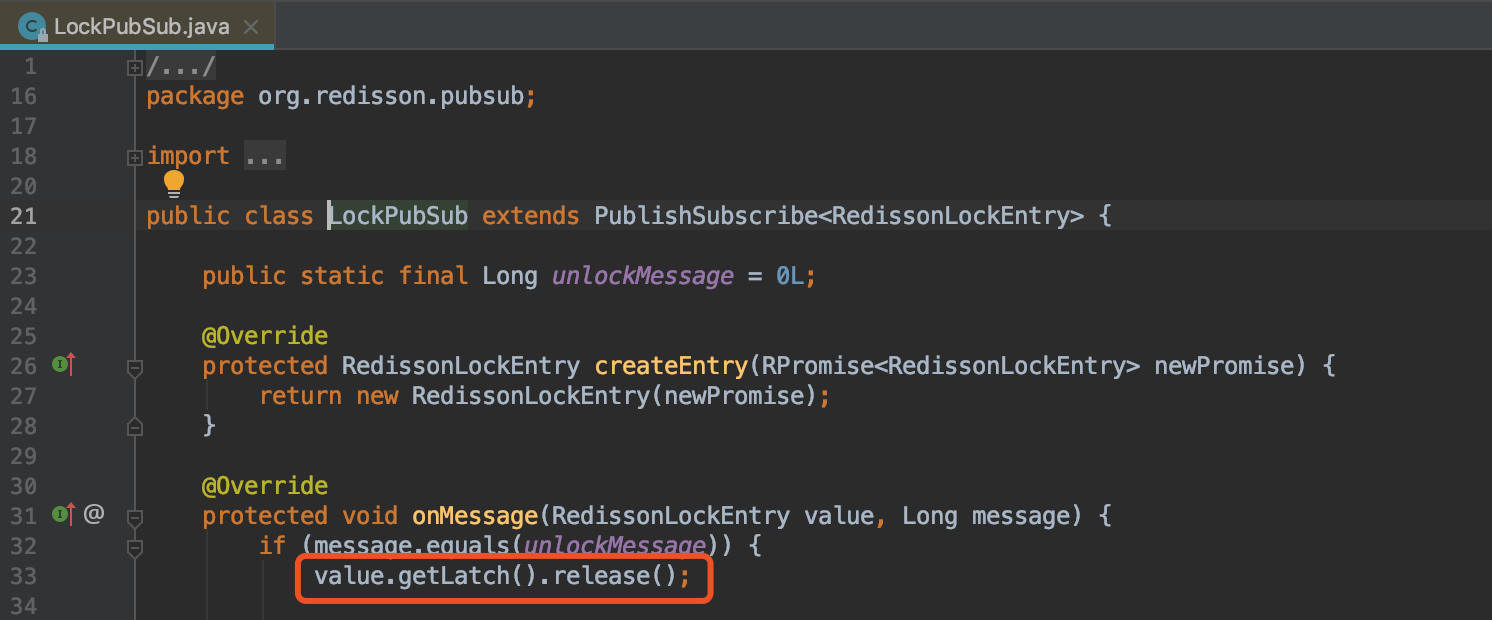 LockPubSub.java
1 /.../
16 package org.redisson.pubsub;
17
18 import ...
20
21 public class LockPubSub extends PublishSubscribe<RedissonLockEntry> {
22
23 public static final Long unlockMessage = 0L;
24
25 @Override
26 protected RedissonLockEntry createEntry(RPromise<RedissonLockEntry> newPromise) {
27 return new RedissonLockEntry(newPromise);
28 }
29
30 @Override
31 @ protected void onMessage(RedissonLockEntry value, Long message) {
32 if (message.equals(unlockMessage)) {
33 value.getLatch().release();
34